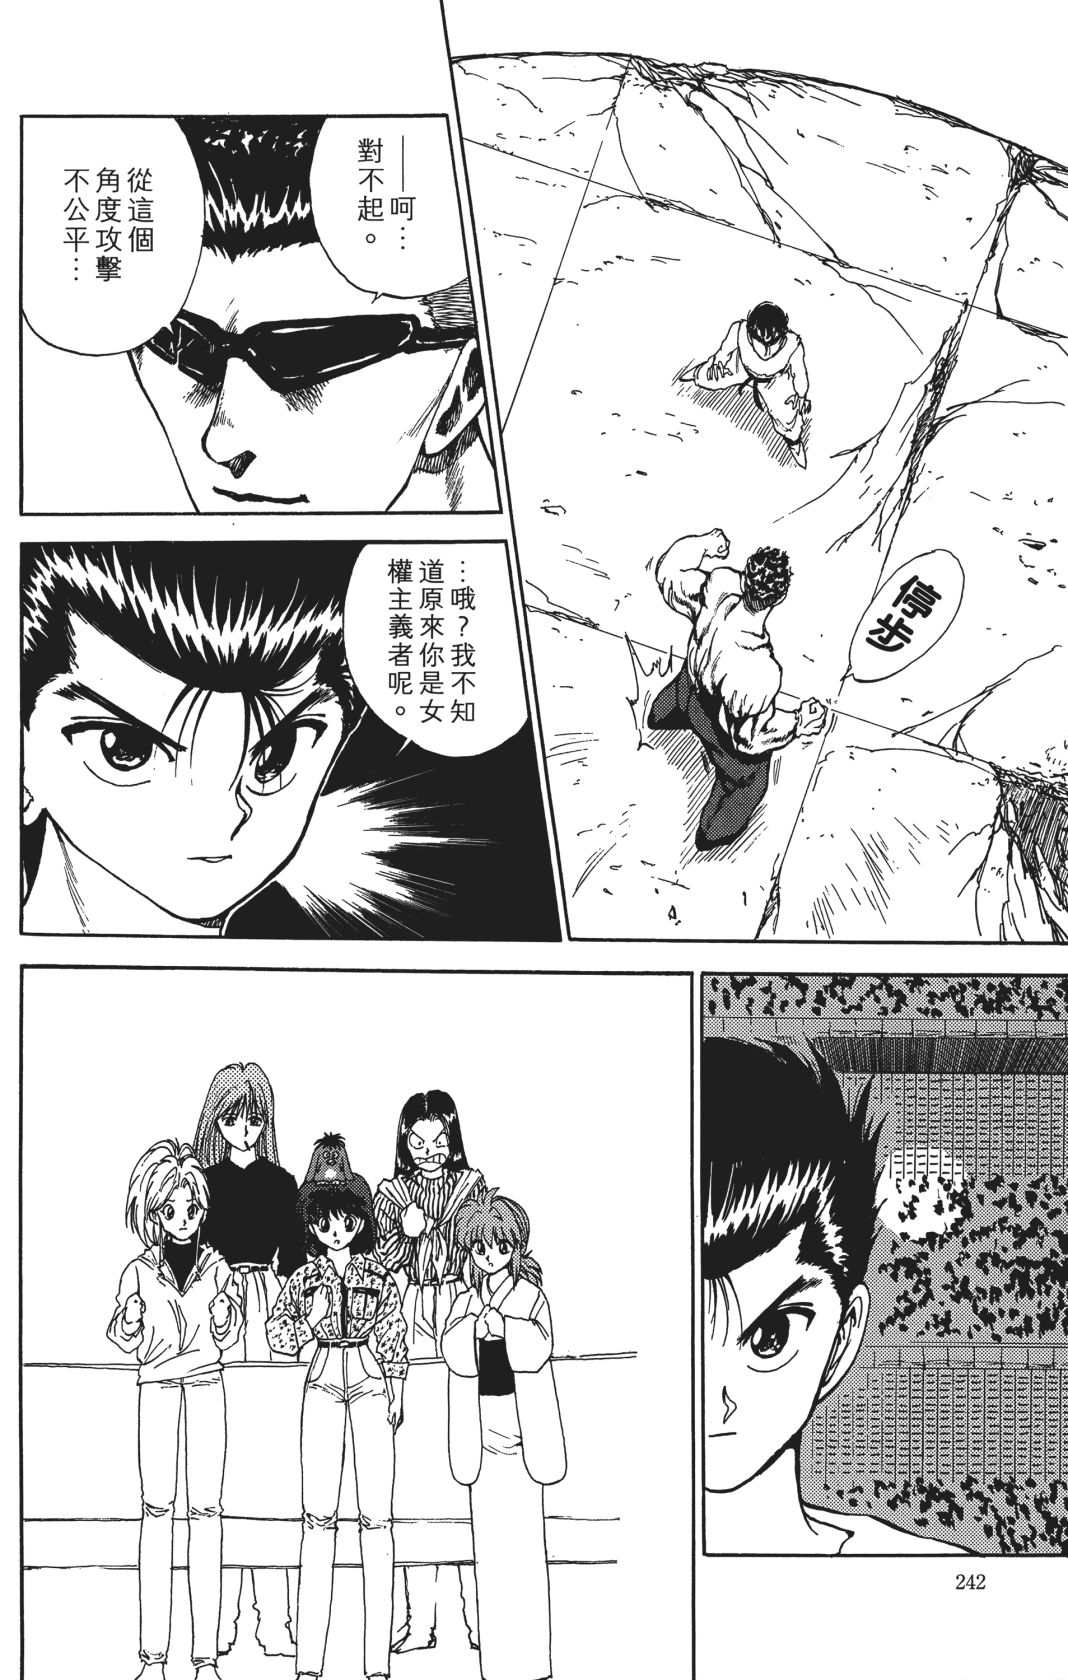 停步
——呵…
對不起。
從這個
角度攻擊
不公平…
…哦？我不知
道原來你是女
權主義者呢。
242